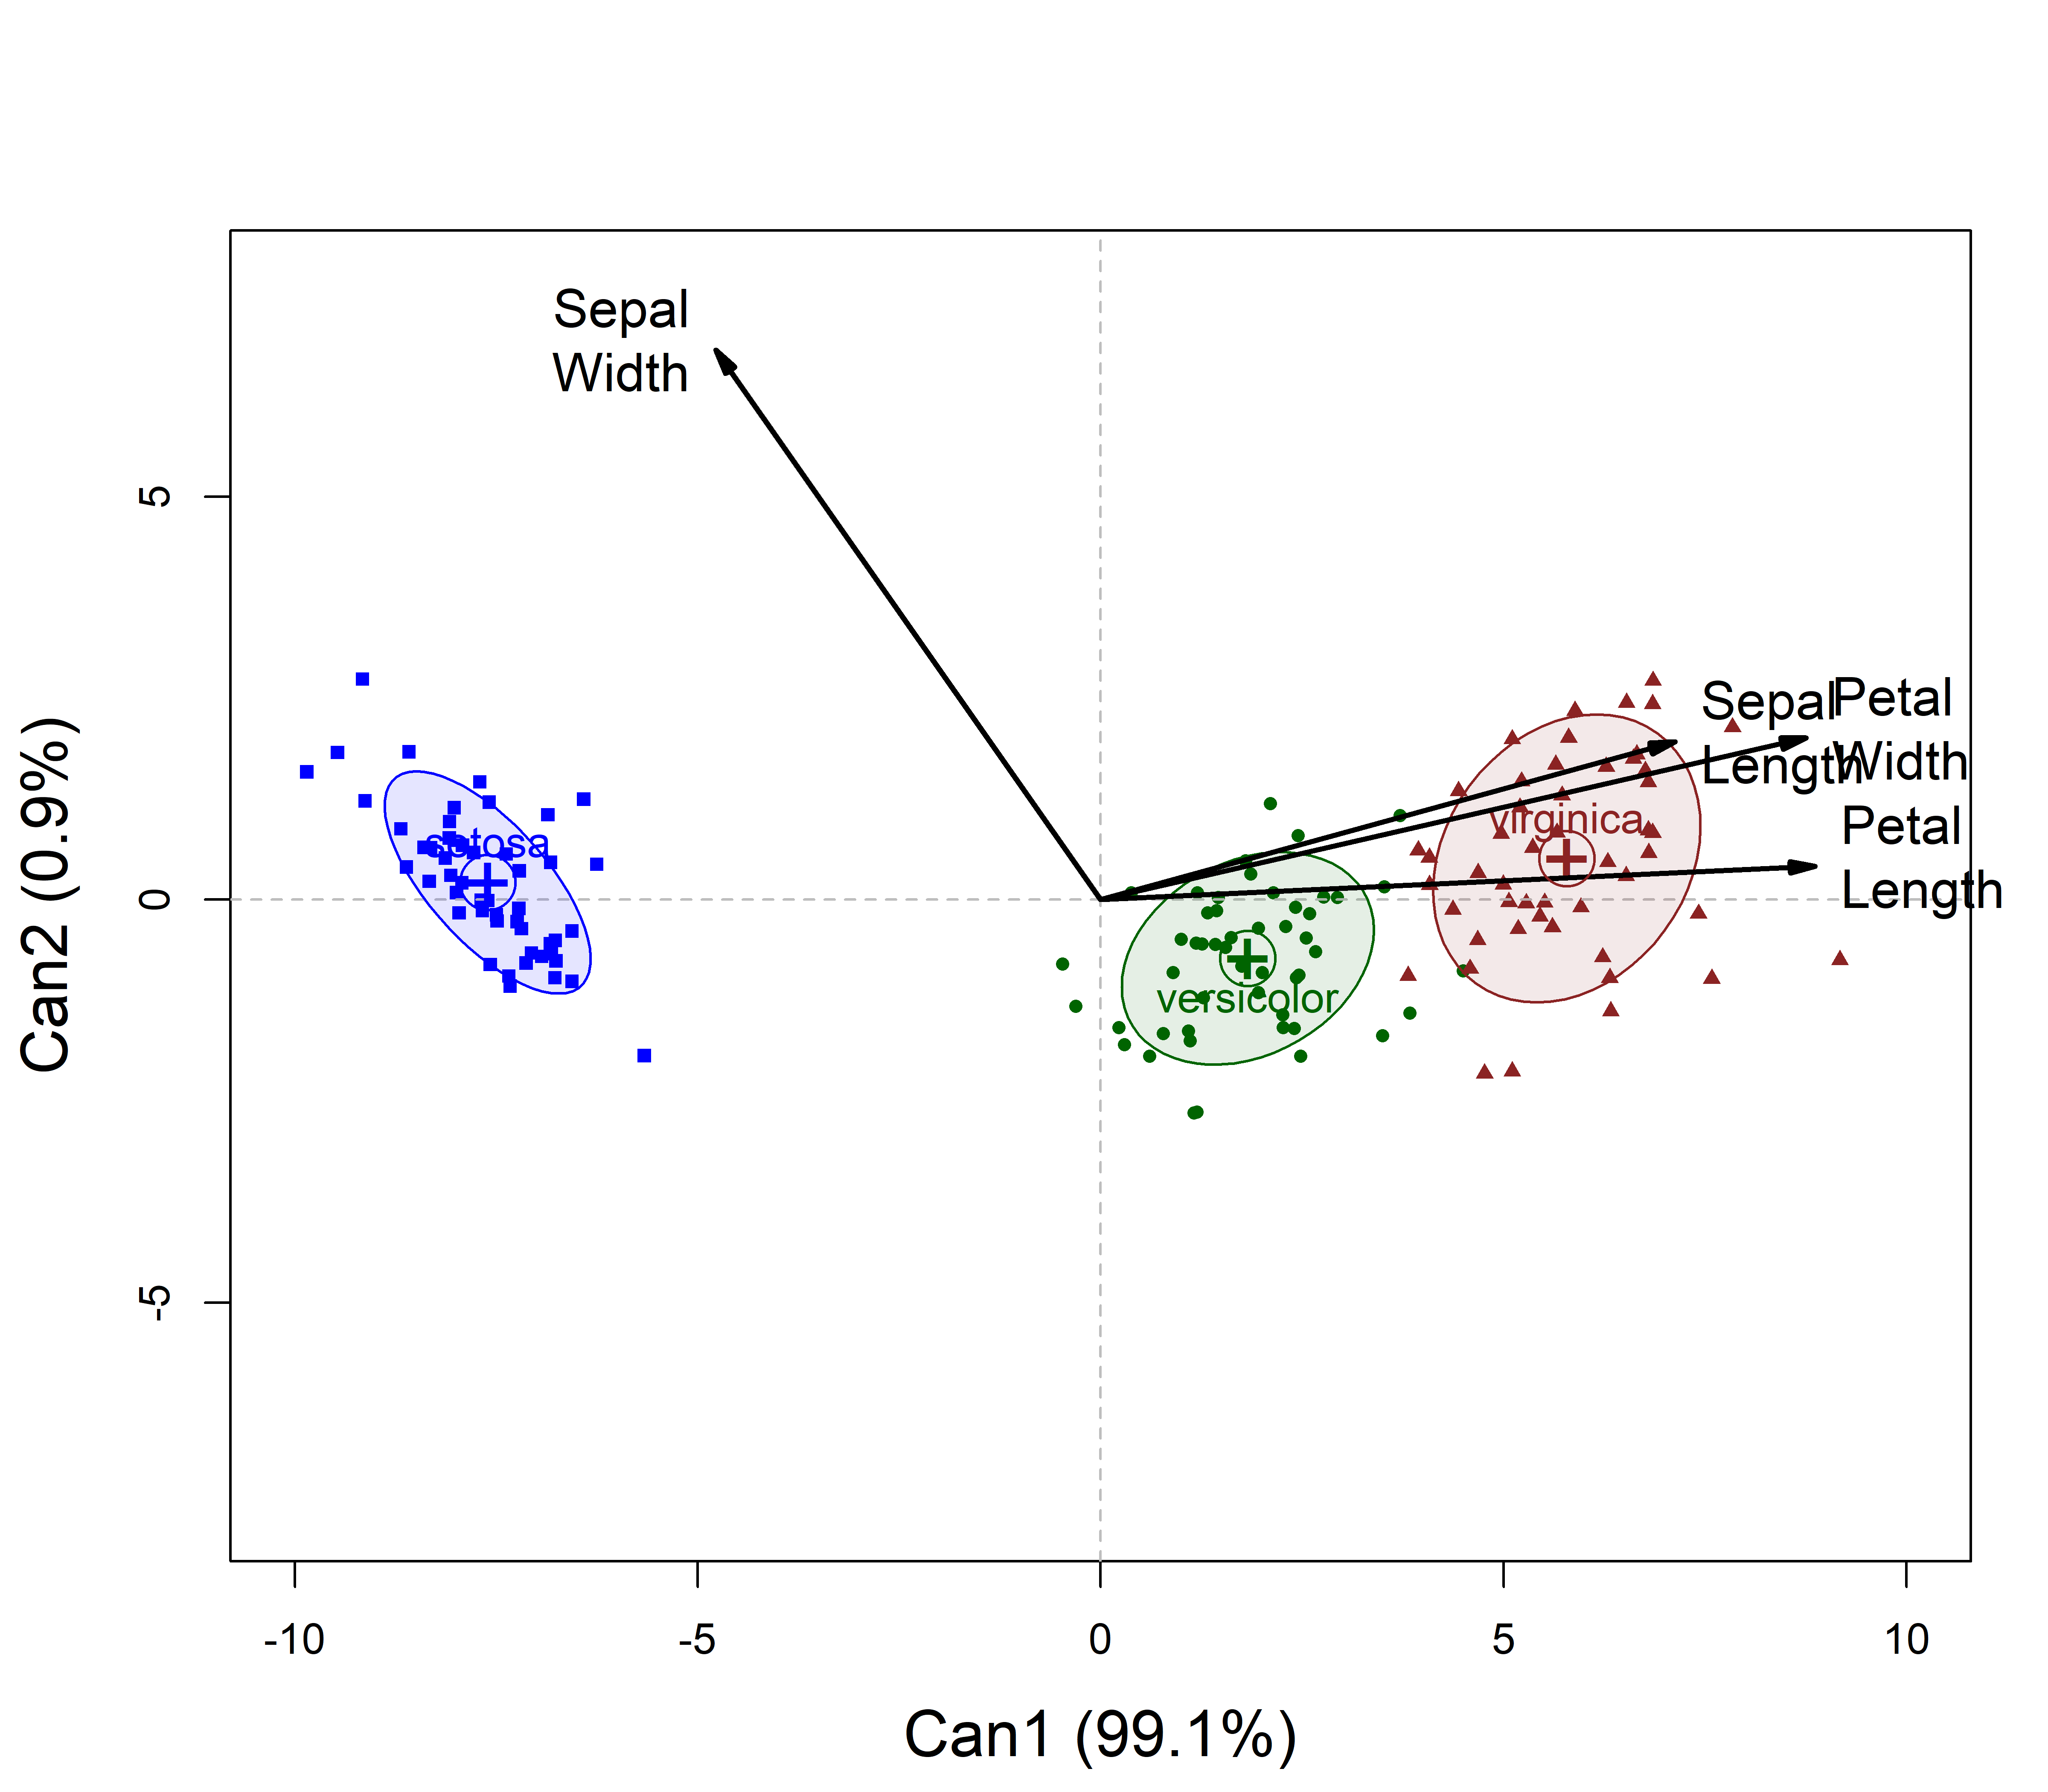 Sepal
Width
5
Sepal
Length
Petal
Width
Petal
Length
setosa
virginica
versicolor
0
-5
Can2 (0.9%)
-10
-5
0
5
10
Can1 (99.1%)